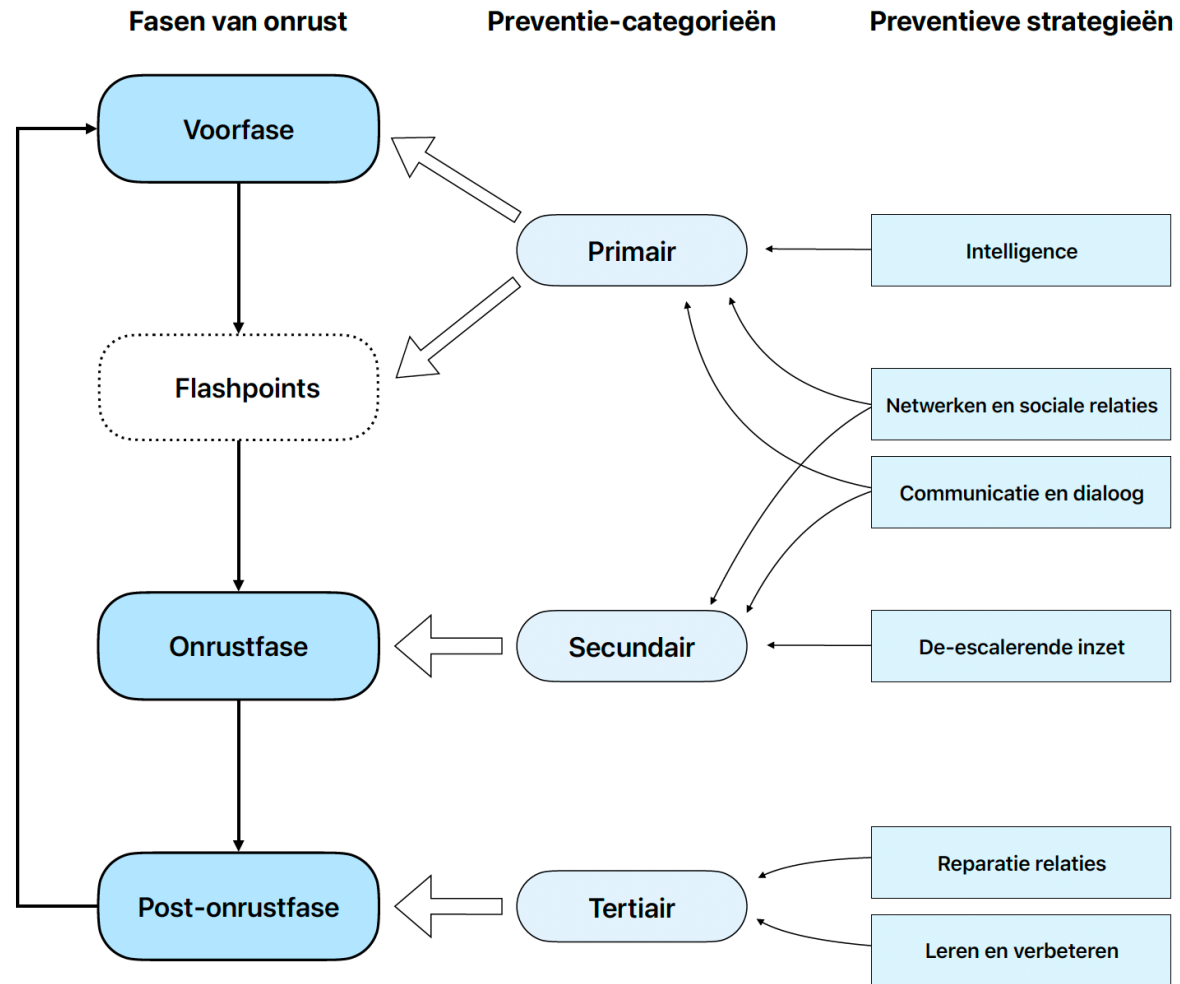 Fasen van onrust
Preventie-categorieën
Preventieve strategieën
Voorfase
Primair
Intelligence
Flashpoints
Netwerken en sociale relaties
Communicatie en dialoog
Onrustfase
Secundair
De-escalerende inzet
Reparatie relaties
Post-onrustfase
Tertiair
Leren en verbeteren